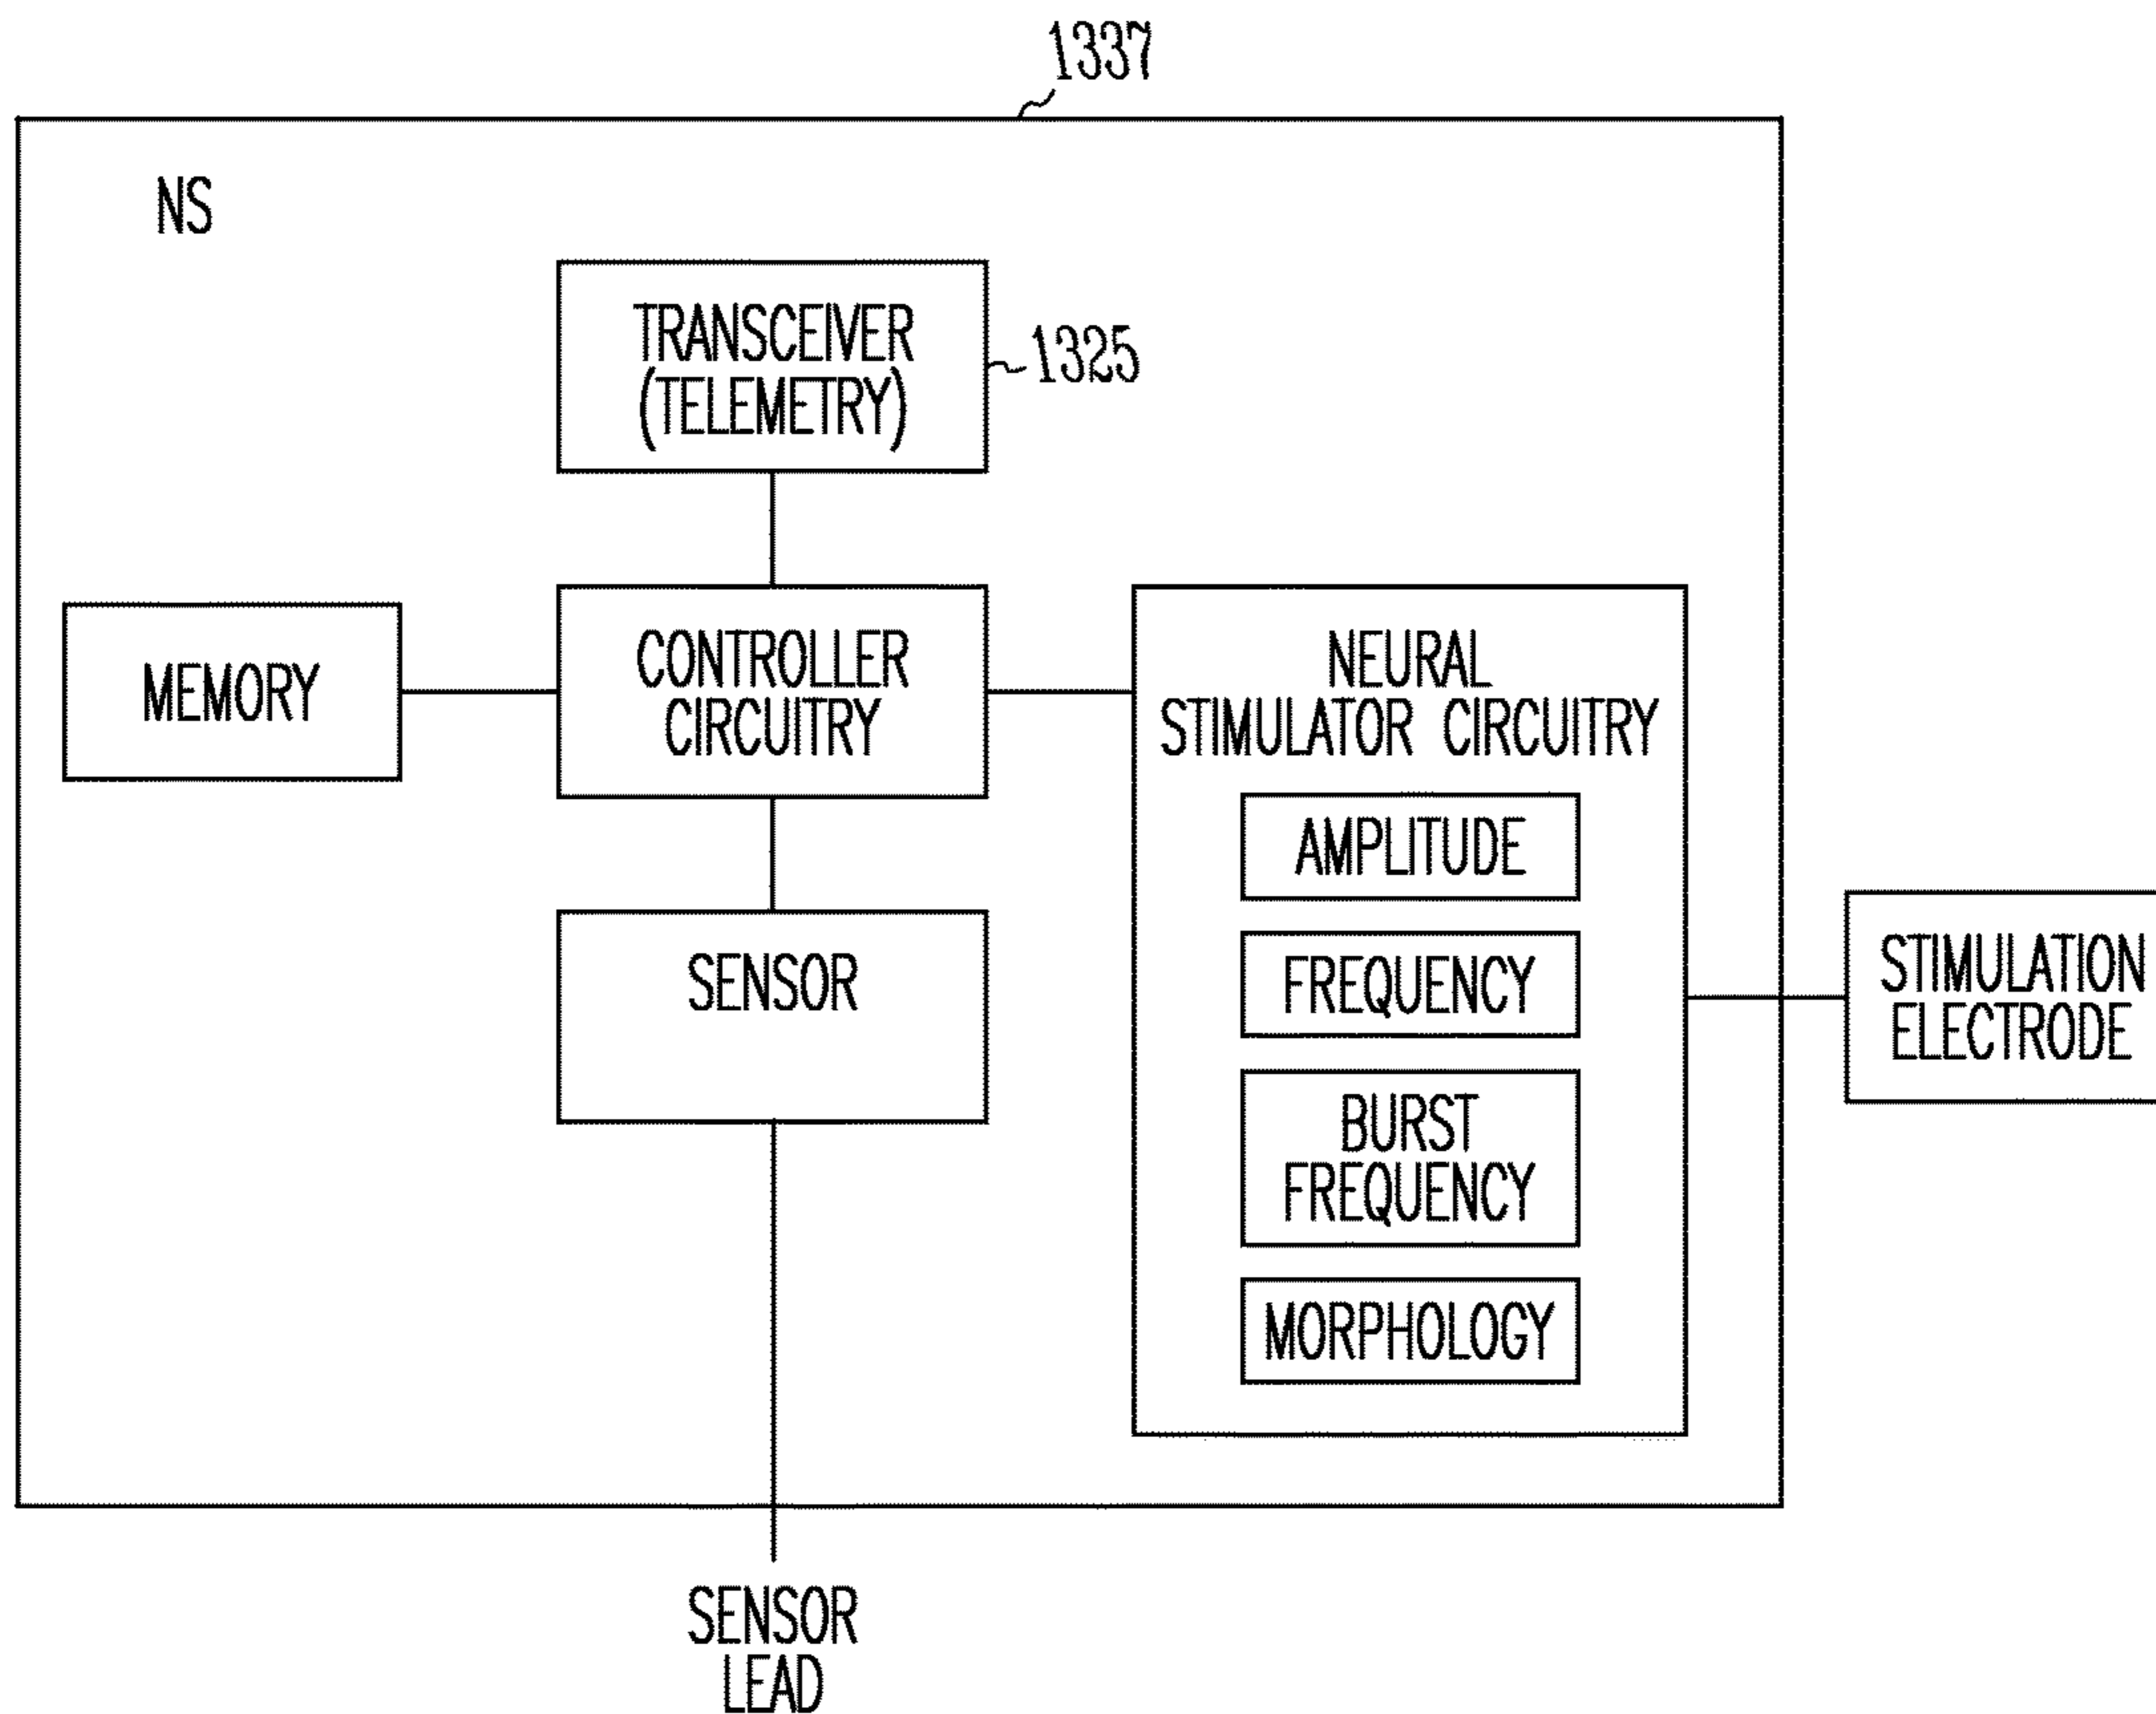 1337
NS
TRANSCEIVER
(TELEMETRY)
1325
MEMORY
CONTROLLER
CIRCUITRY
NEURAL
STIMULATOR CIRCUITRY
AMPLITUDE
FREQUENCY
BURST
FREQUENCY
MORPHOLOGY
SENSOR
STIMULATION
ELECTRODE
SENSOR
LEAD